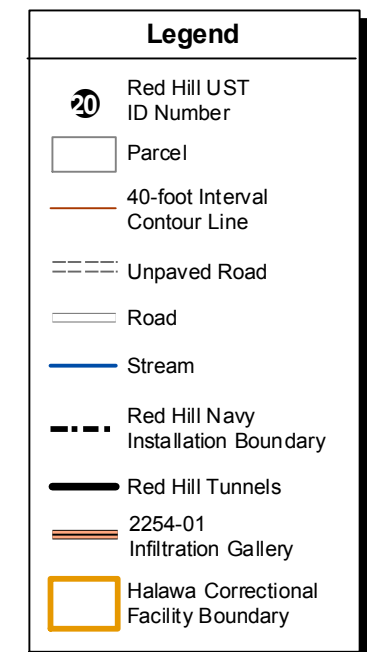 Legend
20
Red Hill UST
ID Number
Parcel
40-foot Interval
Contour Line
Unpaved Road
Road
Stream
Red Hill Navy
Installation Boundary
Red Hill Tunnels
2254-01
Infiltration Gallery
Halawa Correctional
Facility Boundary